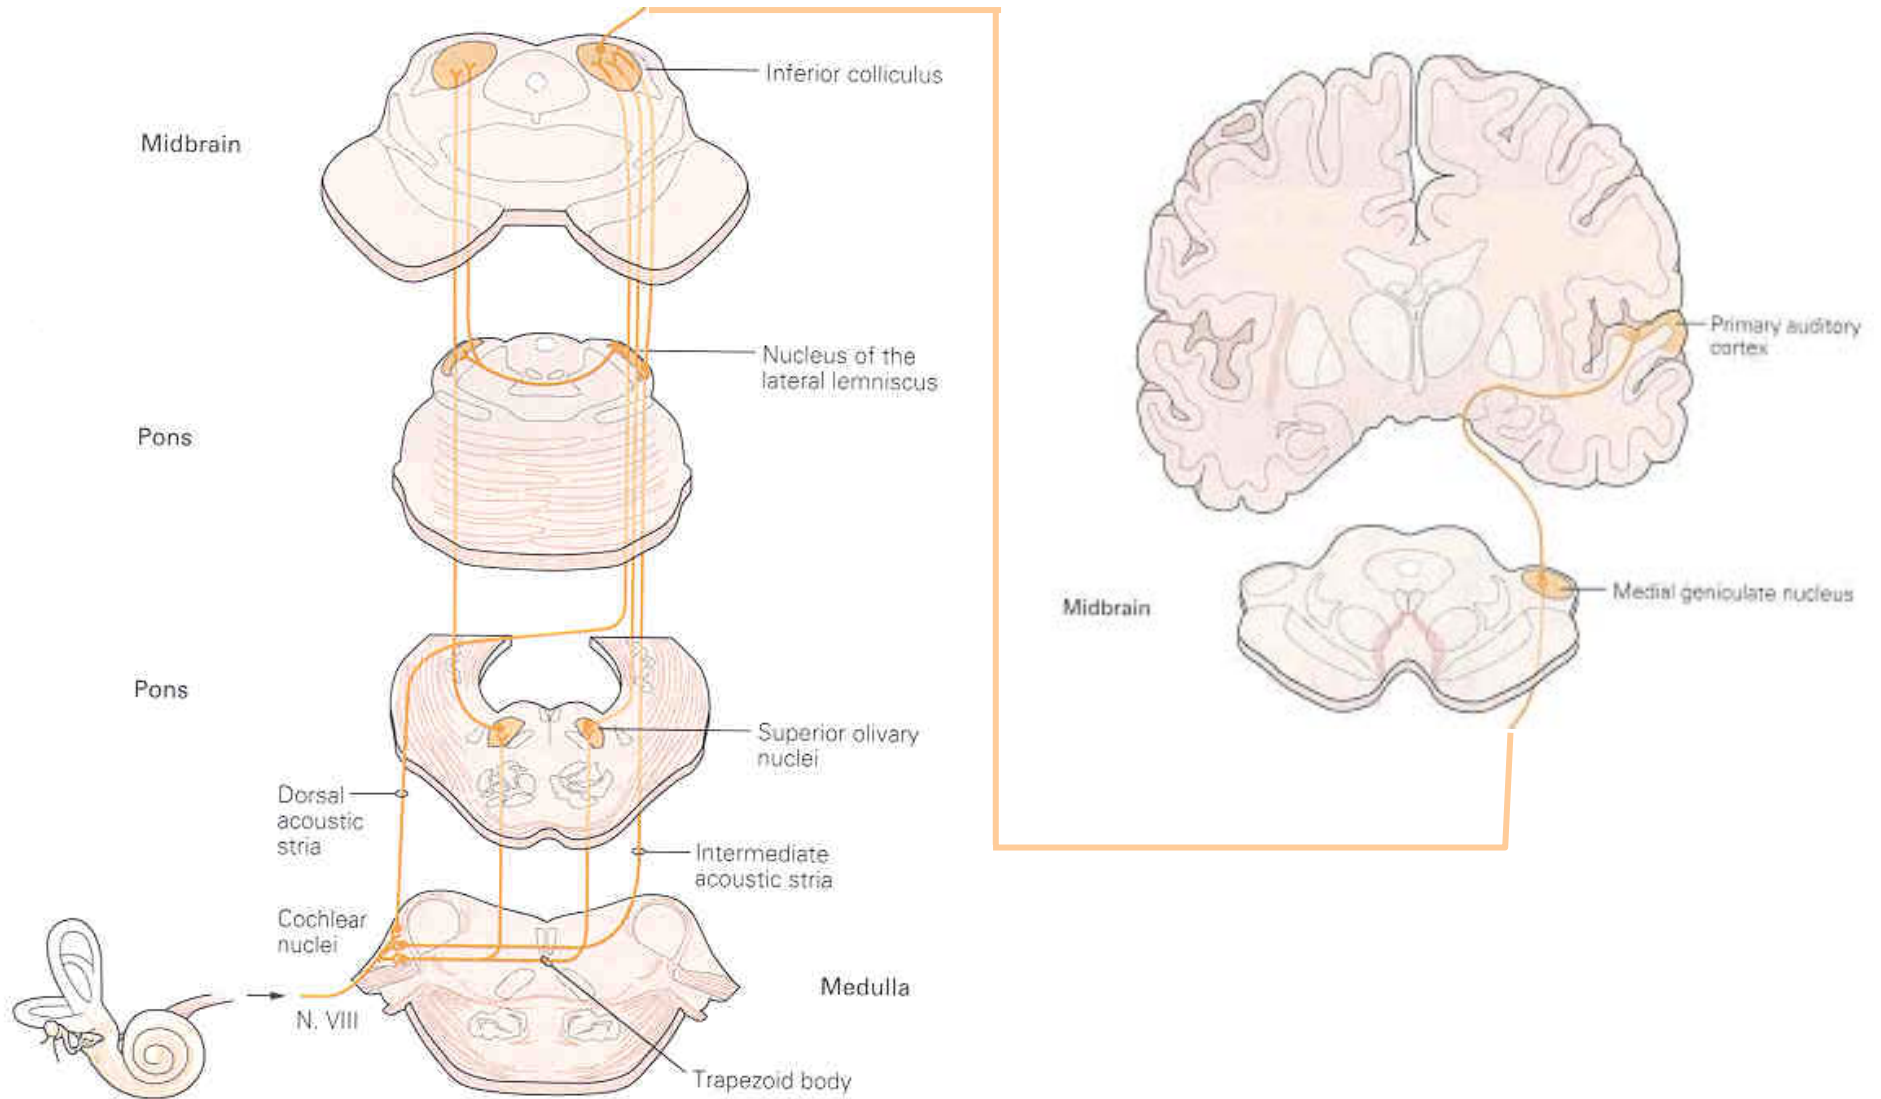 Inferior colliculus
Midbrain
Nucleus of the
lateral lemniscus
Pons
Pons
Superior olivary
nuclei
Dorsal
acoustic
stria
Intermediate
acoustic stria
Cochlear
nuclei
Medulla
N. VIII
Trapezoid body
Primary auditory
cortex
Midbrain
Medial geniculate nucleus